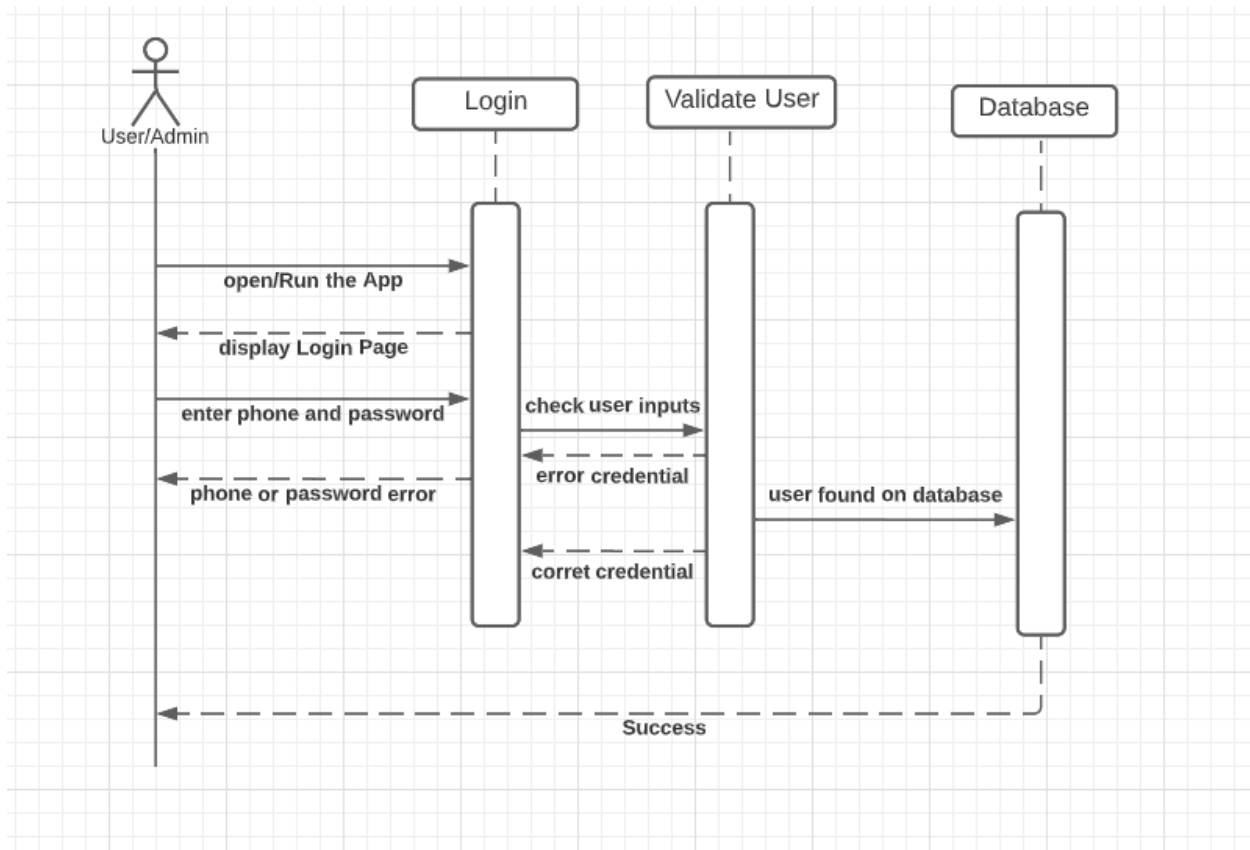 User/Admin
Login
Validate User
Database
open/Run the App
display Login Page
enter phone and password
check user inputs
error credential
phone or password error
user found on database
corret credential
Success